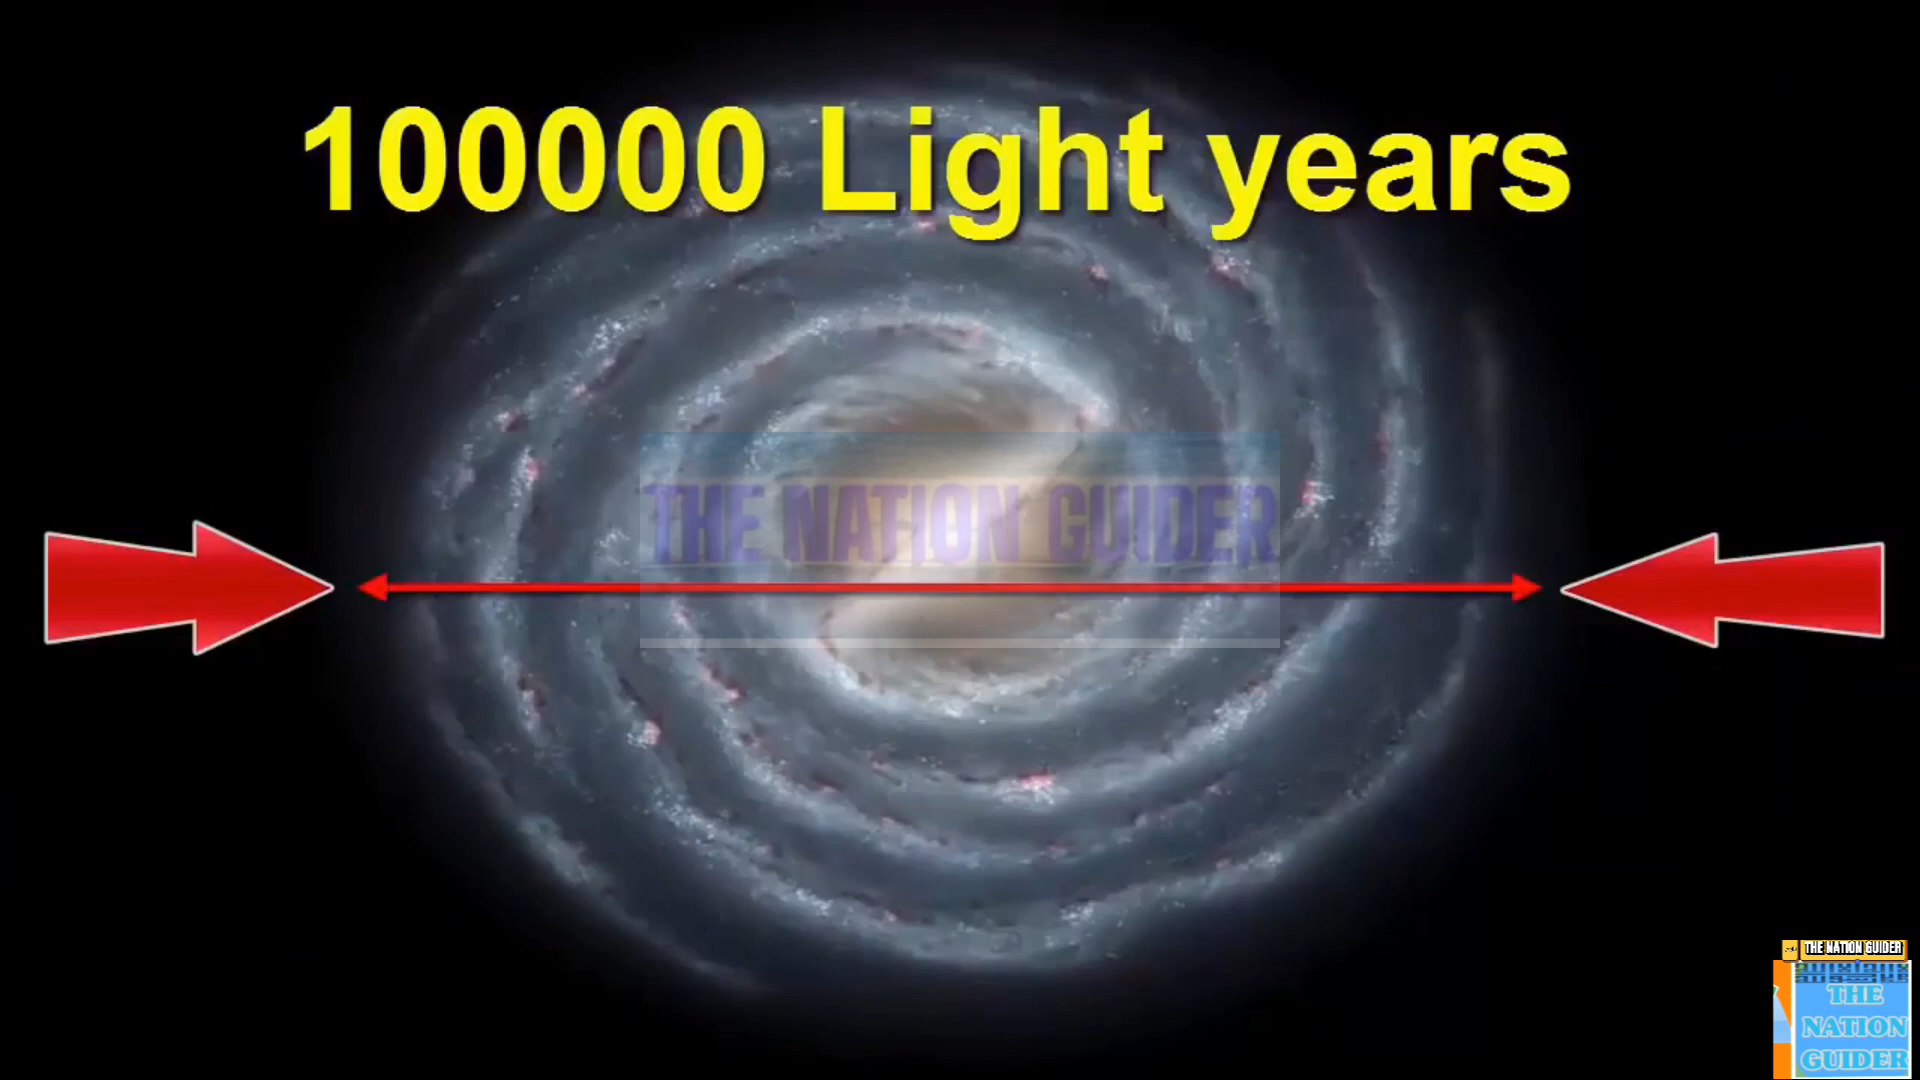 100000 Light years
THE NATION GUIDER
THE NATION GUIDER
THE
NATION
GUIDER